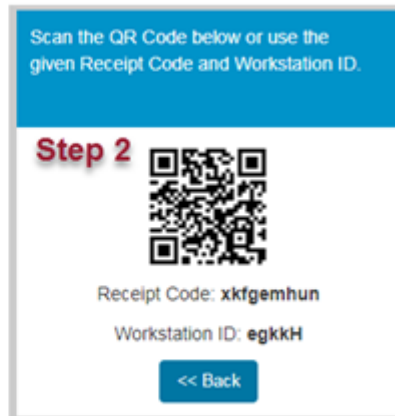 Scan the QR Code below or use the
given Receipt Code and Workstation ID.
Step 2
Receipt Code: xkfgemhun
Workstation ID: egkkH
<< Back